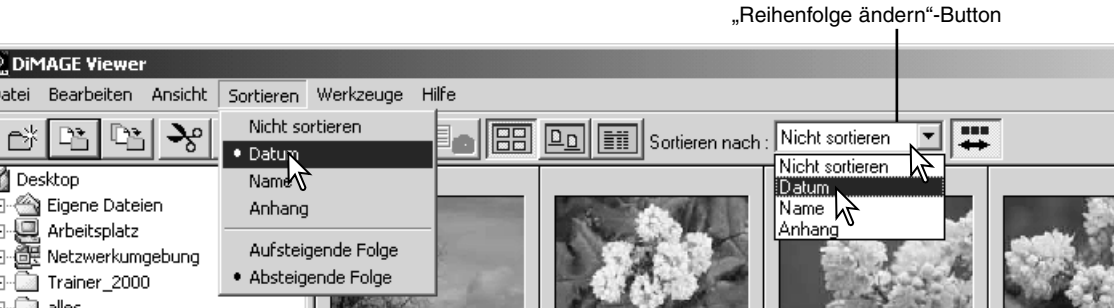 „Reihenfolge ändern“-Button
DiMAGE Viewer
Bearbeiten Ansicht Sortieren Werkzeuge Hilfe
Sortieren nach : Nicht sortieren
Nicht sortieren
Datum
Name
Anhang
Aufsteigende Folge
Absteigende Folge
Nicht sortieren
Datum
Name
Anhang
Desktop
Eigene Dateien
Arbeitsplatz
Netzwerkumgebung
Trainer_2000